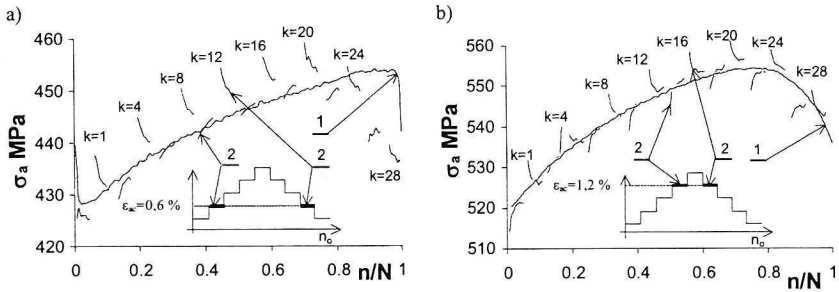 a)
460
450
440
430
420
σa MPa
k=1
k=4
k=8
k=12
k=16
k=20
k=24
k=28
1
2
2
εac=0,6 %
no
0
0.2
0.4
0.6
0.8
1
n/N
b)
560
550
540
530
520
510
σa MPa
k=1
k=4
k=8
k=12
k=16
k=20
k=24
k=28
2
2
1
εac=1,2 %
no
0
0.2
0.4
0.6
0.8
1
n/N